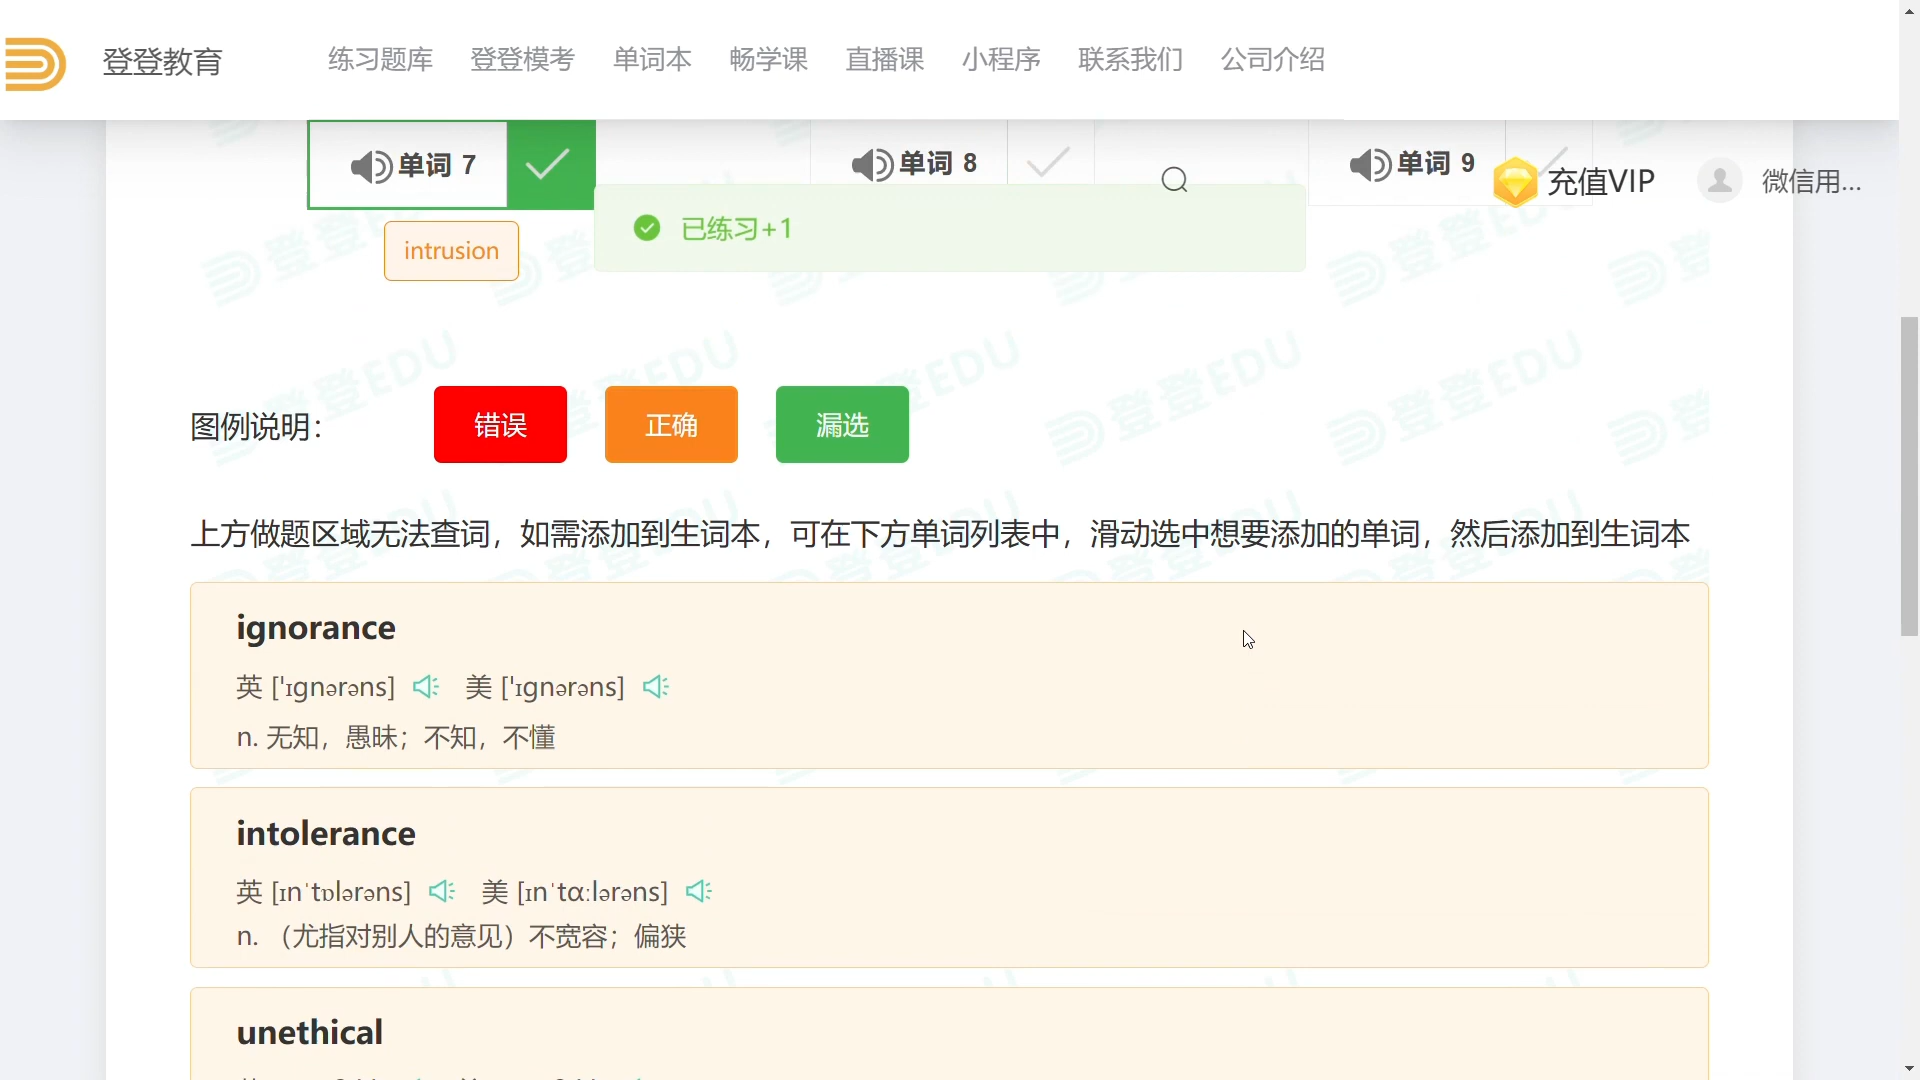 登登教育
练习题库 登登模考 单词本 畅学课 直播课 小程序 联系我们 公司介绍
单词 7 单词 8 单词 9 充值VIP 微信用...
已练习+1
intrusion
图例说明： 错误 正确 漏选
上方做题区域无法查词，如需添加到生词本，可在下方单词列表中，滑动选中想要添加的单词，然后添加到生词本
ignorance
英 ['ɪgnərəns] 美 ['ɪgnərəns]
n. 无知，愚昧；不知，不懂
intolerance
英 [ɪnˈtɒlərəns] 美 [ɪnˈtɑːlərəns]
n. （尤指对别人的意见）不宽容；偏狭
unethical
登登EDU